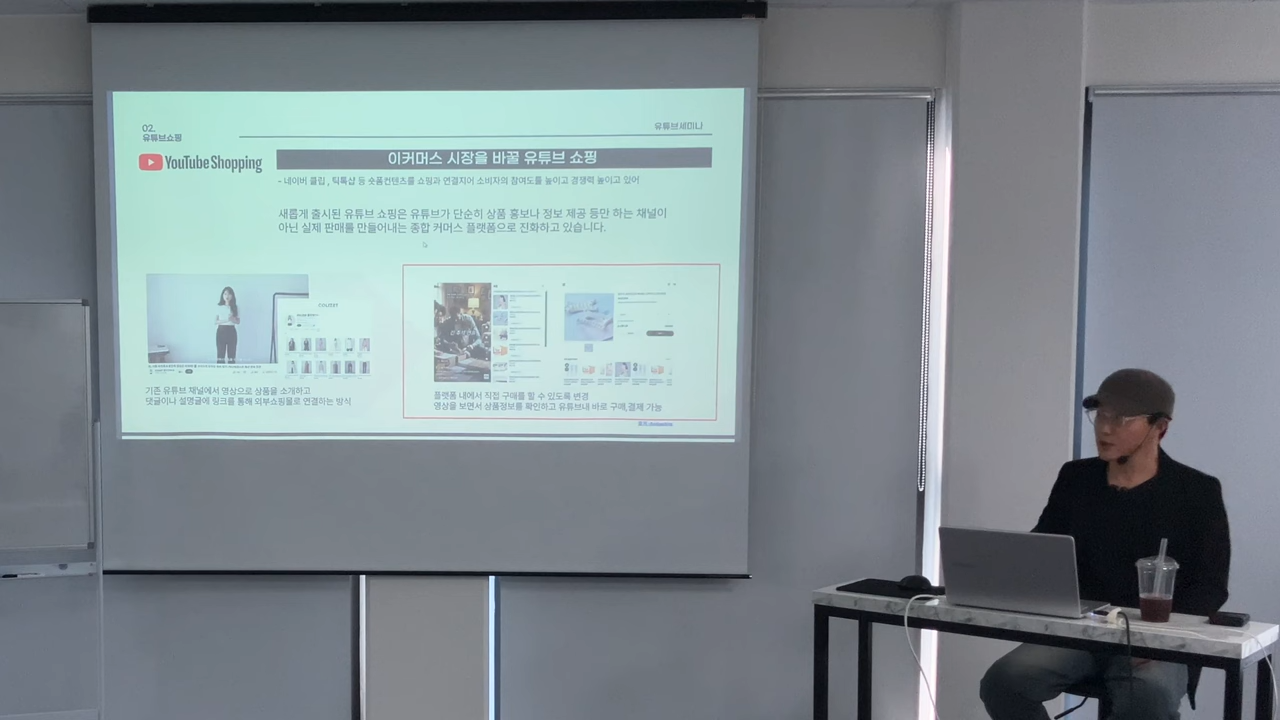 02.
유튜브쇼핑
유튜브세미나
YouTube Shopping
이커머스 시장을 바꿀 유튜브 쇼핑
- 네이버 클립 , 틱톡샵 등 숏폼컨텐츠를 쇼핑과 연결지어 소비자의 참여도를 높이고 경쟁력 높이고 있어
새롭게 출시된 유튜브 쇼핑은 유튜브가 단순히 상품 홍보나 정보 제공 등만 하는 채널이
아닌 실제 판매를 만들어내는 종합 커머스 플랫폼으로 진화하고 있습니다.
기존 유튜브 채널에서 영상으로 상품을 소개하고
댓글이나 설명글에 링크를 통해 외부쇼핑몰로 연결하는 방식
플랫폼 내에서 직접 구매를 할 수 있도록 변경
영상을 보면서 상품정보를 확인하고 유튜브내 바로 구매,결제 가능